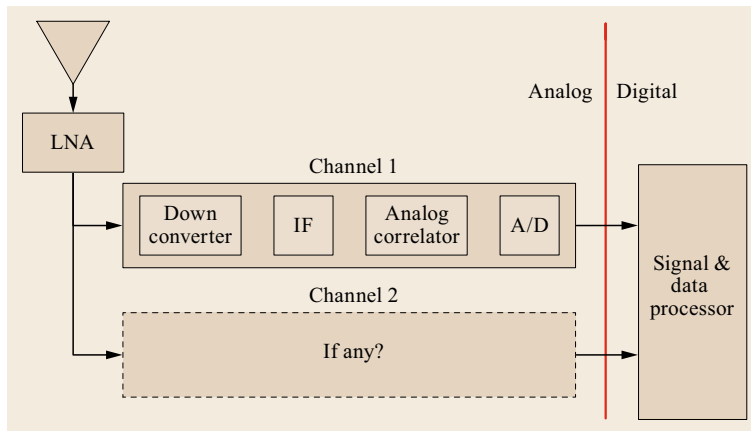 Analog
Digital
LNA
Channel 1
Down
converter
IF
Analog
correlator
A/D
Signal &
data
processor
Channel 2
If any?